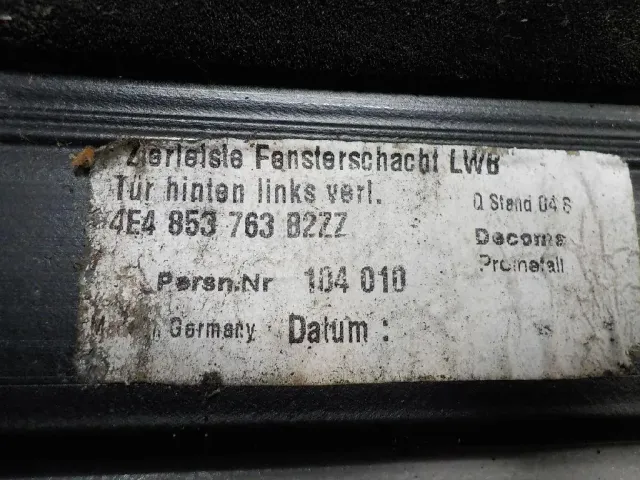 Zierleiste Fensterschacht LWB
Tür hinten links verl.
4E4 853 763 B2ZZ
Q Stand 04
Decoma
Prometall
Persn.Nr 104 010
Germany Datum :